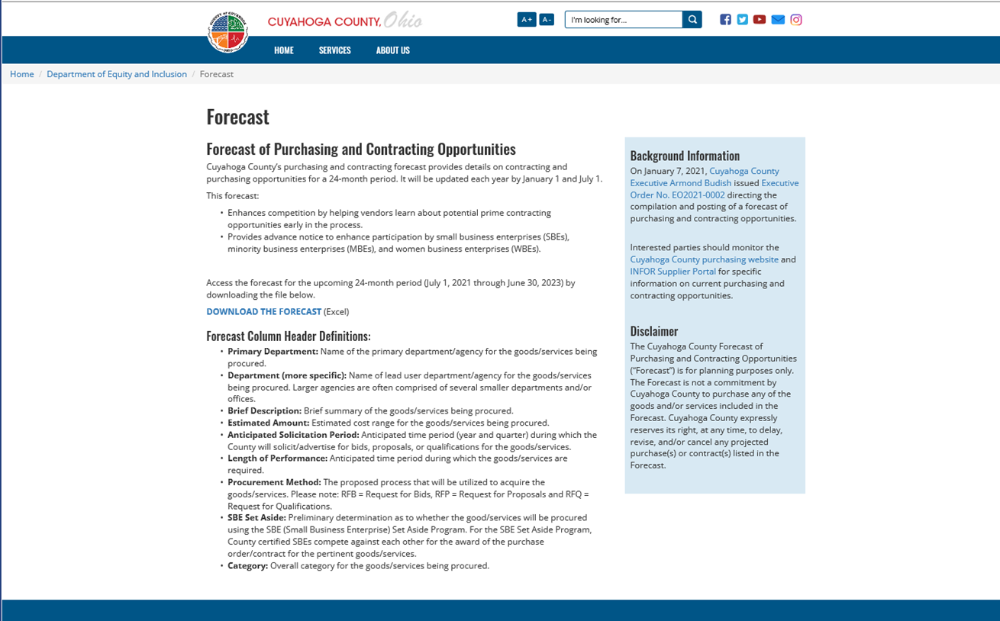 COUNTY OF CUYAHOGA
OHIO
CUYAHOGA COUNTY, Ohio
A + A -
I'm looking for...
HOME SERVICES ABOUT US
Home / Department of Equity and Inclusion / Forecast
Forecast
Forecast of Purchasing and Contracting Opportunities
Cuyahoga County's purchasing and contracting forecast provides details on contracting and
purchasing opportunities for a 24-month period. It will be updated each year by January 1 and July 1.
This forecast:
• Enhances competition by helping vendors learn about potential prime contracting
opportunities early in the process.
• Provides advance notice to enhance participation by small business enterprises (SBEs),
minority business enterprises (MBEs), and women business enterprises (WBEs).
Access the forecast for the upcoming 24-month period (July 1, 2021 through June 30, 2023) by
downloading the file below.
DOWNLOAD THE FORECAST (Excel)
Forecast Column Header Definitions:
• Primary Department: Name of the primary department/agency for the goods/services being
procured.
• Department (more specific): Name of lead user department/agency for the goods/services
being procured. Larger agencies are often comprised of several smaller departments and/or
offices.
• Brief Description: Brief summary of the goods/services being procured.
• Estimated Amount: Estimated cost range for the goods/services being procured.
• Anticipated Solicitation Period: Anticipated time period (year and quarter) during which the
County will solicit/advertise for bids, proposals, or qualifications for the goods/services.
• Length of Performance: Anticipated time period during which the goods/services are
required.
• Procurement Method: The proposed process that will be utilized to acquire the
goods/services. Please note: RFB = Request for Bids, RFP = Request for Proposals and RFQ =
Request for Qualifications.
• SBE Set Aside: Preliminary determination as to whether the good/services will be procured
using the SBE (Small Business Enterprise) Set Aside Program. For the SBE Set Aside Program,
County certified SBEs compete against each other for the award of the purchase
order/contract for the pertinent goods/services.
• Category: Overall category for the goods/services being procured.
Background Information
On January 7, 2021, Cuyahoga County
Executive Armond Budish issued Executive
Order No. EO2021-0002 directing the
compilation and posting of a forecast of
purchasing and contracting opportunities.
Interested parties should monitor the
Cuyahoga County purchasing website and
INFOR Supplier Portal for specific
information on current purchasing and
contracting opportunities.
Disclaimer
The Cuyahoga County Forecast of
Purchasing and Contracting Opportunities
(“Forecast”) is for planning purposes only.
The Forecast is not a commitment by
Cuyahoga County to purchase any of the
goods and/or services included in the
Forecast. Cuyahoga County expressly
reserves its right, at any time, to delay,
revise, and/or cancel any projected
purchase(s) or contract(s) listed in the
Forecast.